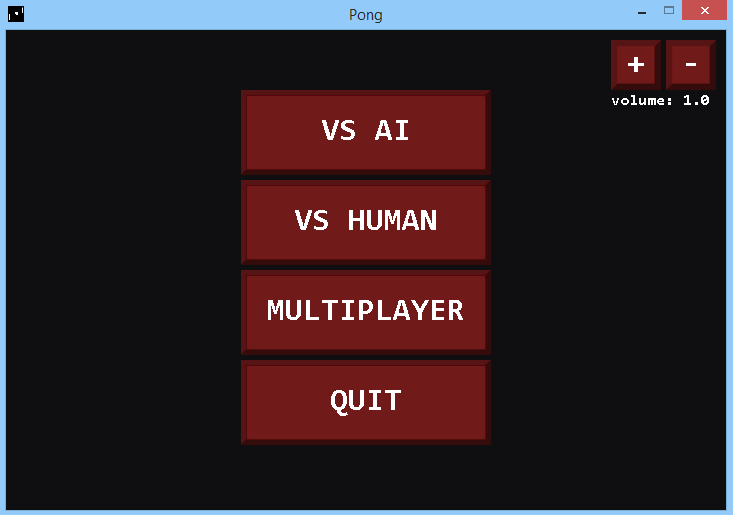 Pong
+ -
volume: 1.0
VS AI
VS HUMAN
MULTIPLAYER
QUIT